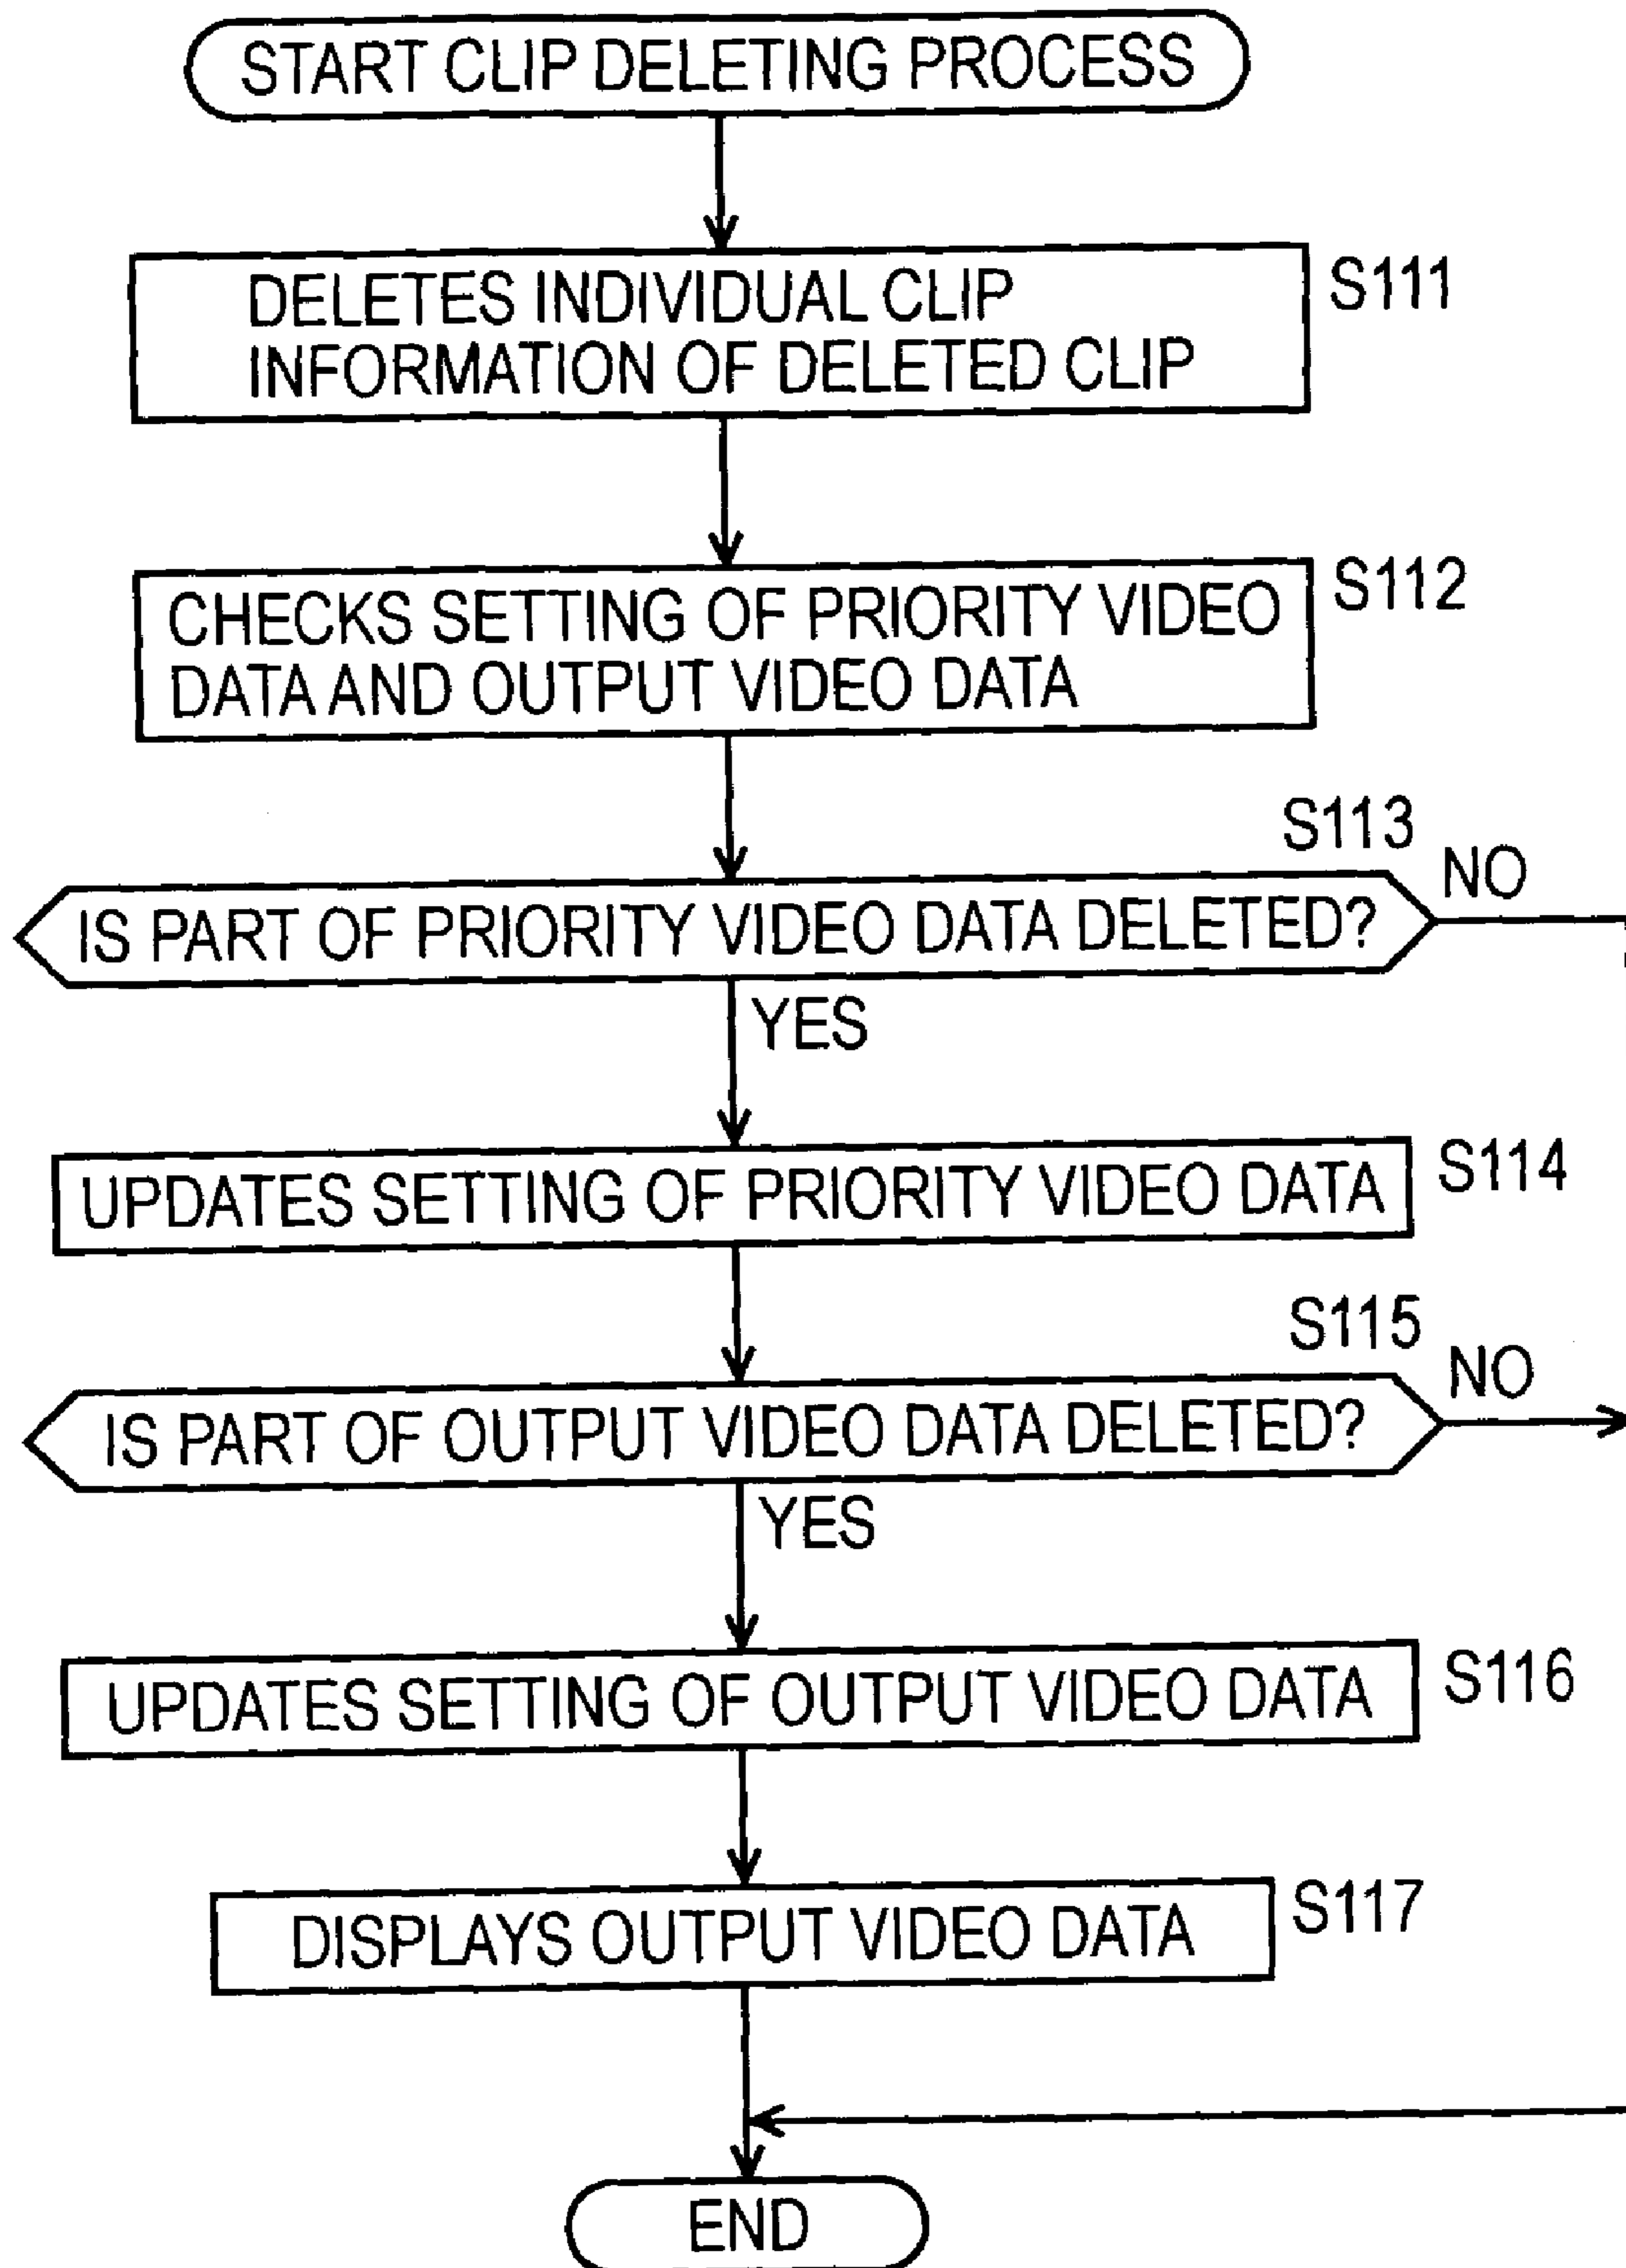 START CLIP DELETING PROCESS
DELETES INDIVIDUAL CLIP
INFORMATION OF DELETED CLIP
S111
CHECKS SETTING OF PRIORITY VIDEO
DATA AND OUTPUT VIDEO DATA
S112
S113
IS PART OF PRIORITY VIDEO DATA DELETED?
NO
YES
UPDATES SETTING OF PRIORITY VIDEO DATA
S114
S115
IS PART OF OUTPUT VIDEO DATA DELETED?
NO
YES
UPDATES SETTING OF OUTPUT VIDEO DATA
S116
DISPLAYS OUTPUT VIDEO DATA
S117
END